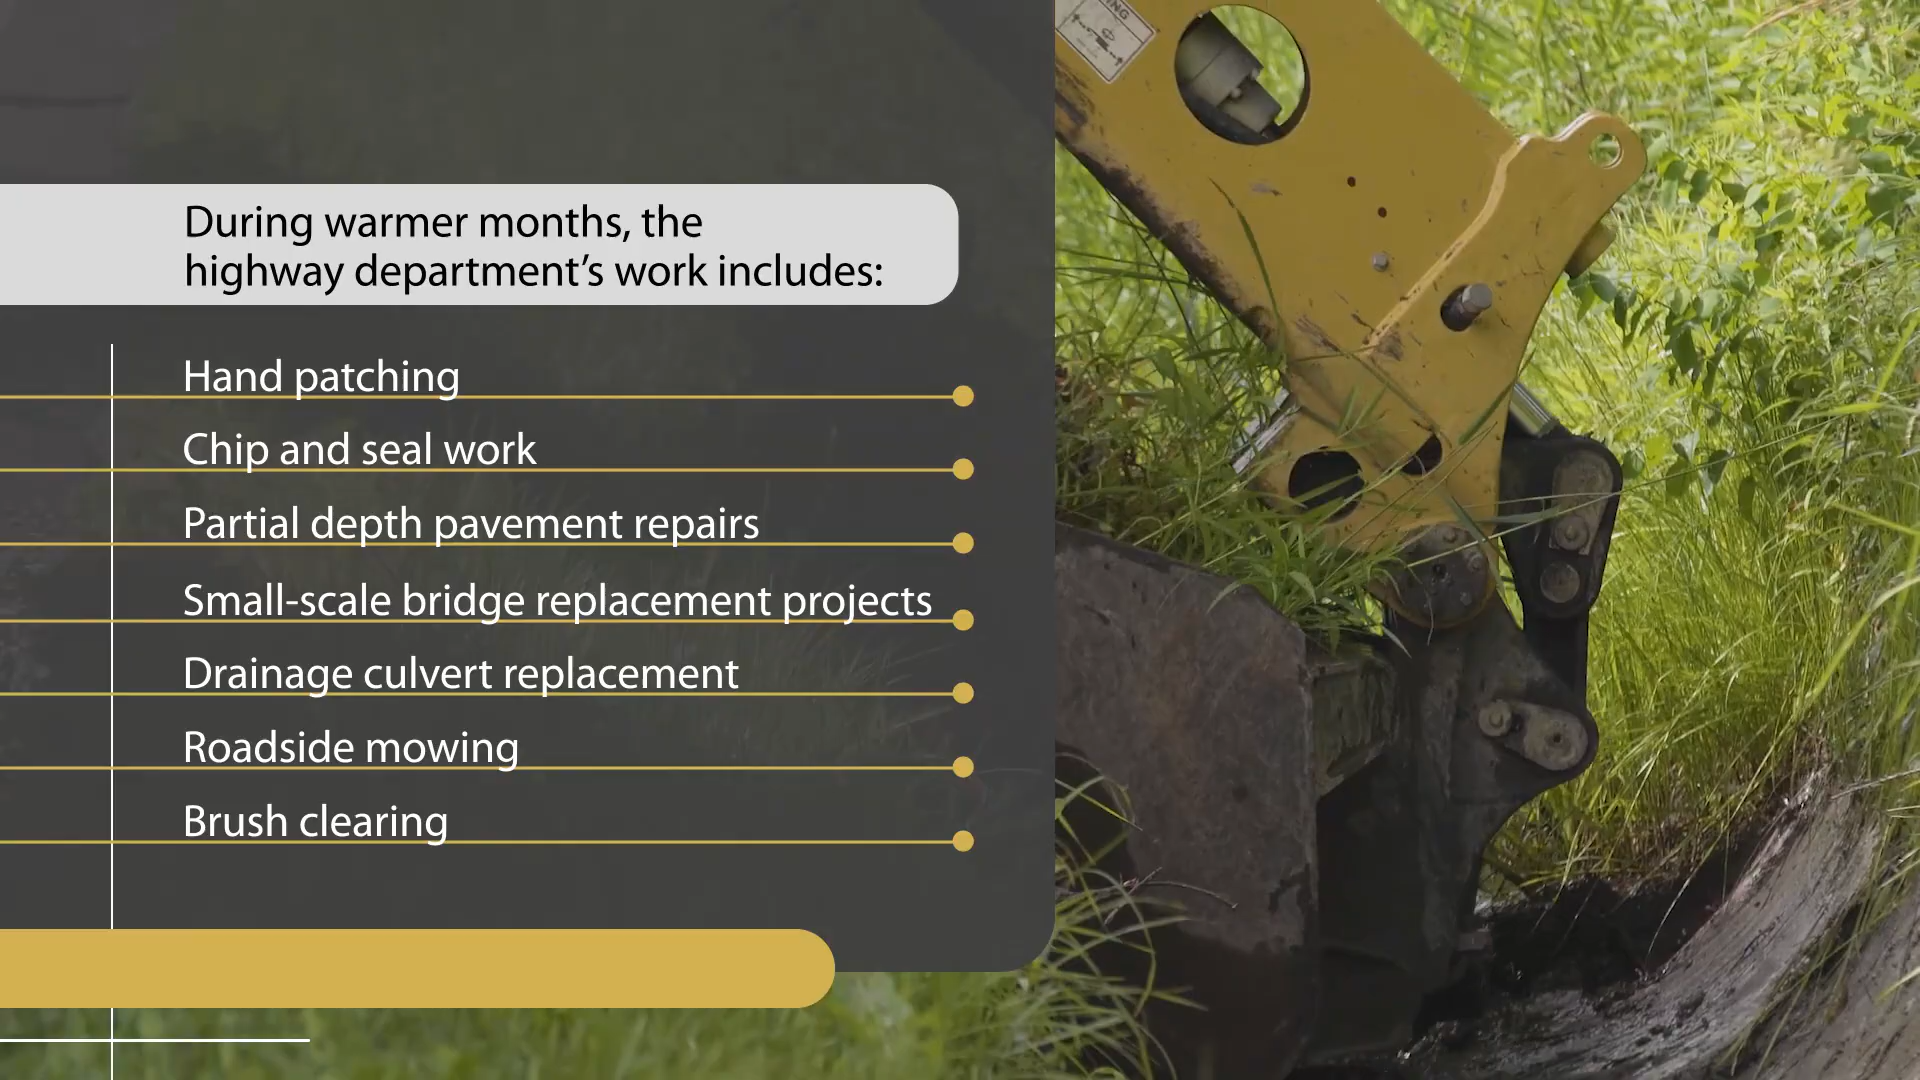 During warmer months, the
highway department’s work includes:
Hand patching
Chip and seal work
Partial depth pavement repairs
Small-scale bridge replacement projects
Drainage culvert replacement
Roadside mowing
Brush clearing